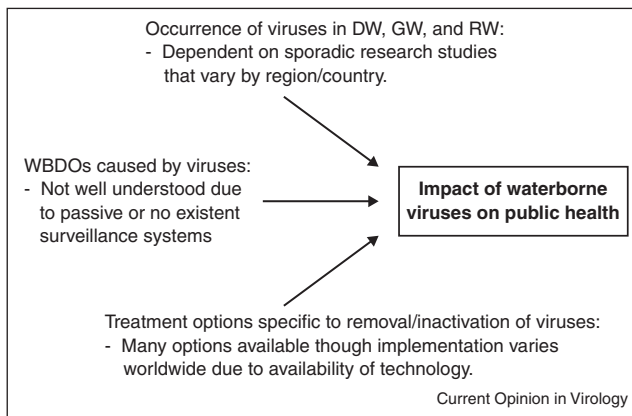 Occurrence of viruses in DW, GW, and RW:
- Dependent on sporadic research studies
that vary by region/country.
WBDOs caused by viruses:
- Not well understood due
to passive or no existent
surveillance systems
Impact of waterborne
viruses on public health
Treatment options specific to removal/inactivation of viruses:
- Many options available though implementation varies
worldwide due to availability of technology.
Current Opinion in Virology